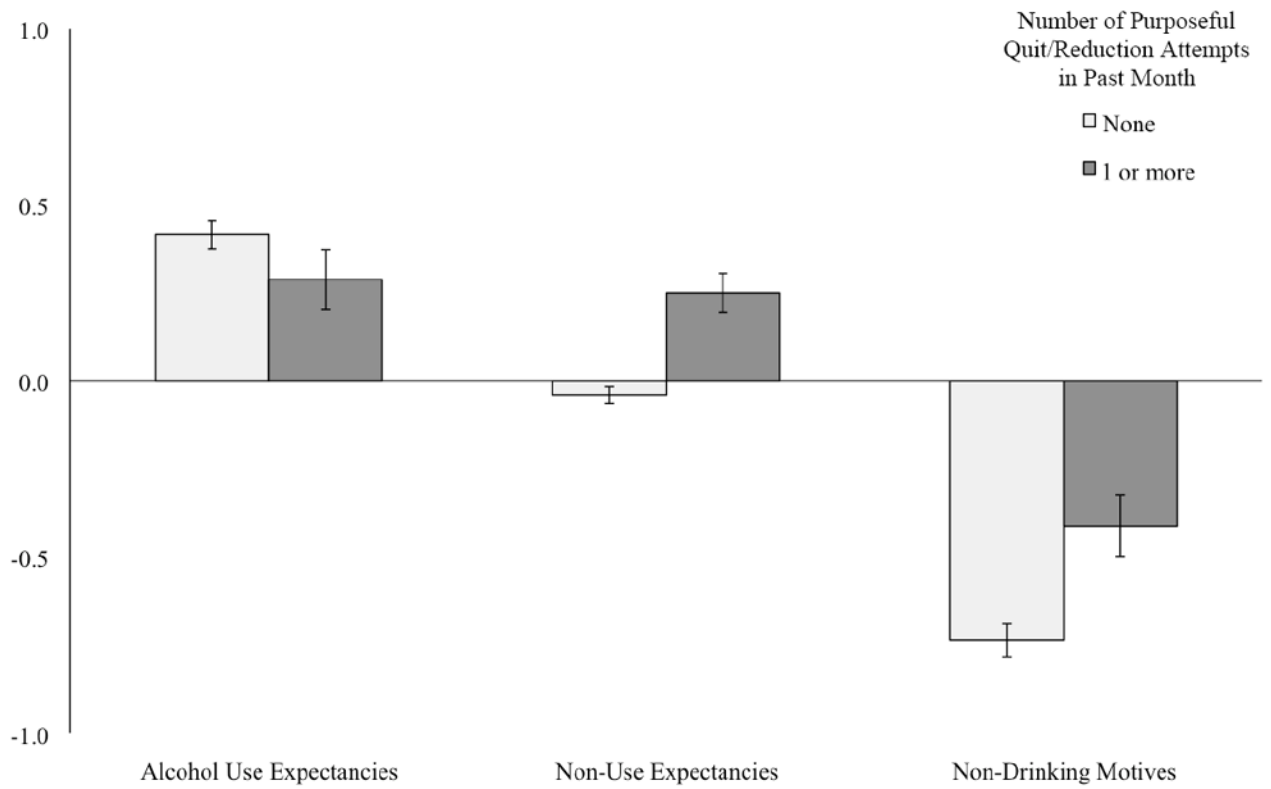 Number of Purposeful
Quit/Reduction Attempts
in Past Month
None
1 or more
1.0
0.5
0.0
-0.5
-1.0
Alcohol Use Expectancies
Non-Use Expectancies
Non-Drinking Motives